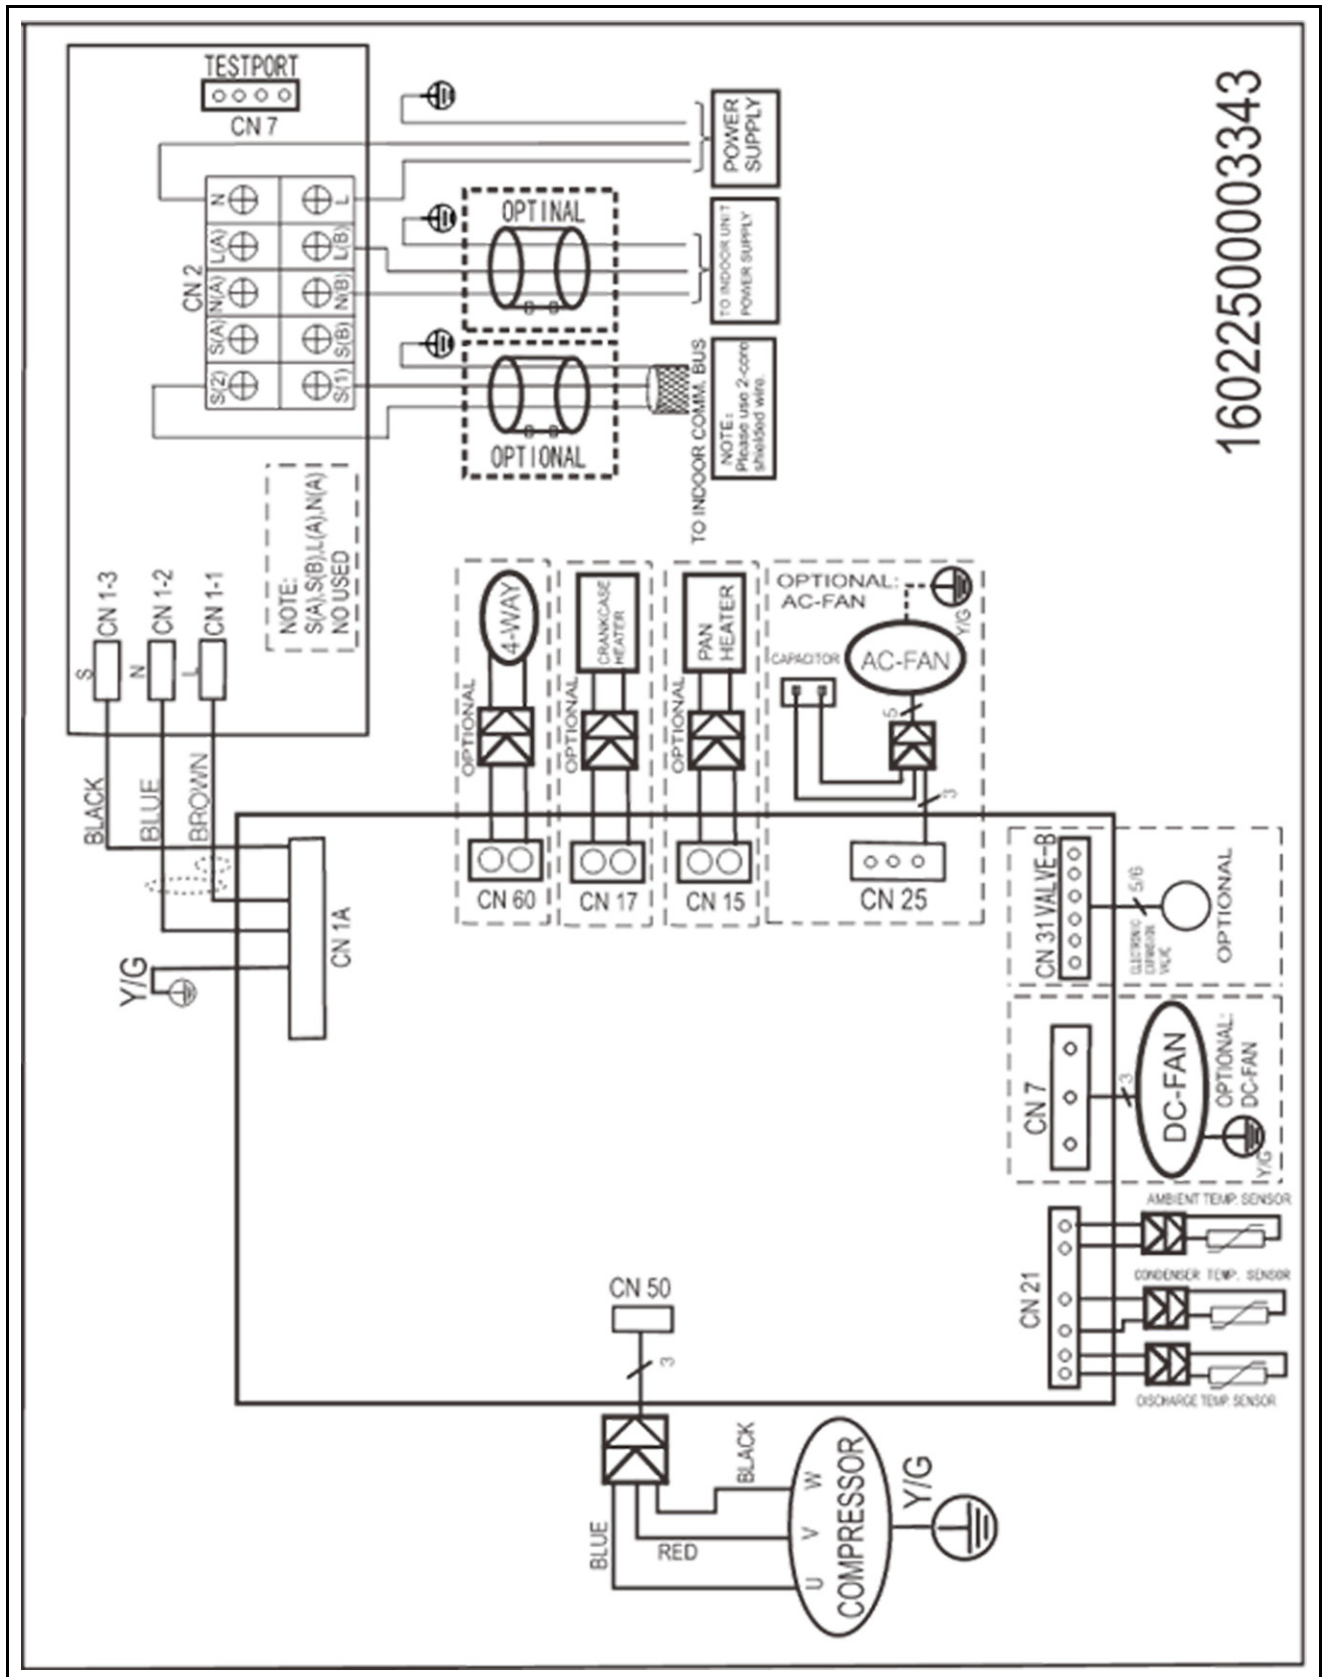 TESTPORT
CN 7
POWER
SUPPLY
N
L
L(A)
L(B)
CN 2
N(A)
N(B)
S(A)
S(B)
S(2)
S(1)
OPTINAL
TO INDOOR UNIT
POWER SUPPLY
OPTIONAL
TO INDOOR COMM. BUS
NOTE:
Please use 2-core
shielded wire.
16022500003343
NOTE:
S(A),S(B),L(A),N(A)
NO USED
CN 1-3
CN 1-2
CN 1-1
S
N
L
BLACK
BLUE
BROWN
Y/G
CN 1A
4-WAY
OPTIONAL
CN 60
CRANKCASE
HEATER
OPTIONAL
CN 17
PAN
HEATER
OPTIONAL
CN 15
OPTIONAL:
AC-FAN
Y/G
CAPACITOR
AC-FAN
5
3
CN 25
CN 31 VALVE-B
5/6
ELECTRONIC
EXPANSION
VALVE
OPTIONAL
CN 7
3
DC-FAN
OPTIONAL:
DC-FAN
Y/G
AMBIENT TEMP. SENSOR
CONDENSER TEMP. SENSOR
CN 21
DISCHARGE TEMP. SENSOR
CN 50
3
BLUE
RED
BLACK
U
V
W
COMPRESSOR
Y/G